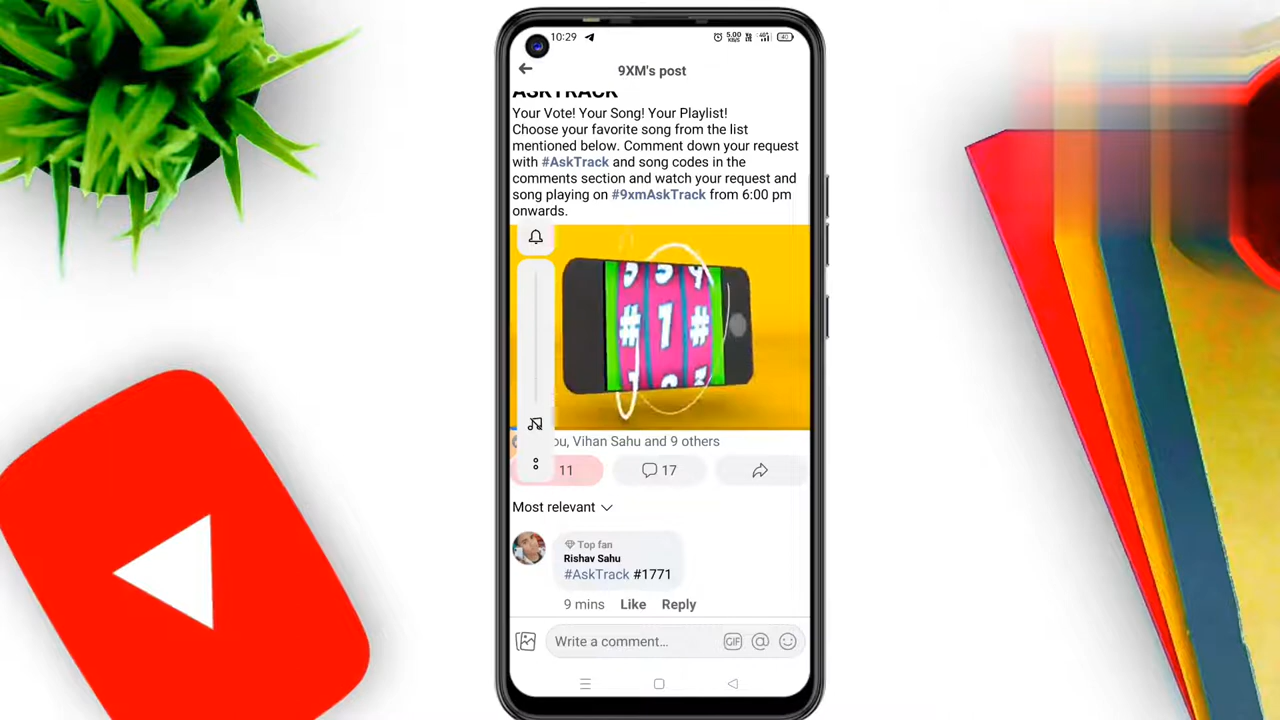 10:29
5.00
KB/S
40
9XM's post
ASKTRACK
Your Vote! Your Song! Your Playlist!
Choose your favorite song from the list
mentioned below. Comment down your request
with #AskTrack and song codes in the
comments section and watch your request and
song playing on #9xmAskTrack from 6:00 pm
onwards.
# 1 #
ou, Vihan Sahu and 9 others
11
17
Most relevant
Top fan
Rishav Sahu
#AskTrack #1771
9 mins Like Reply
Write a comment...
GIF